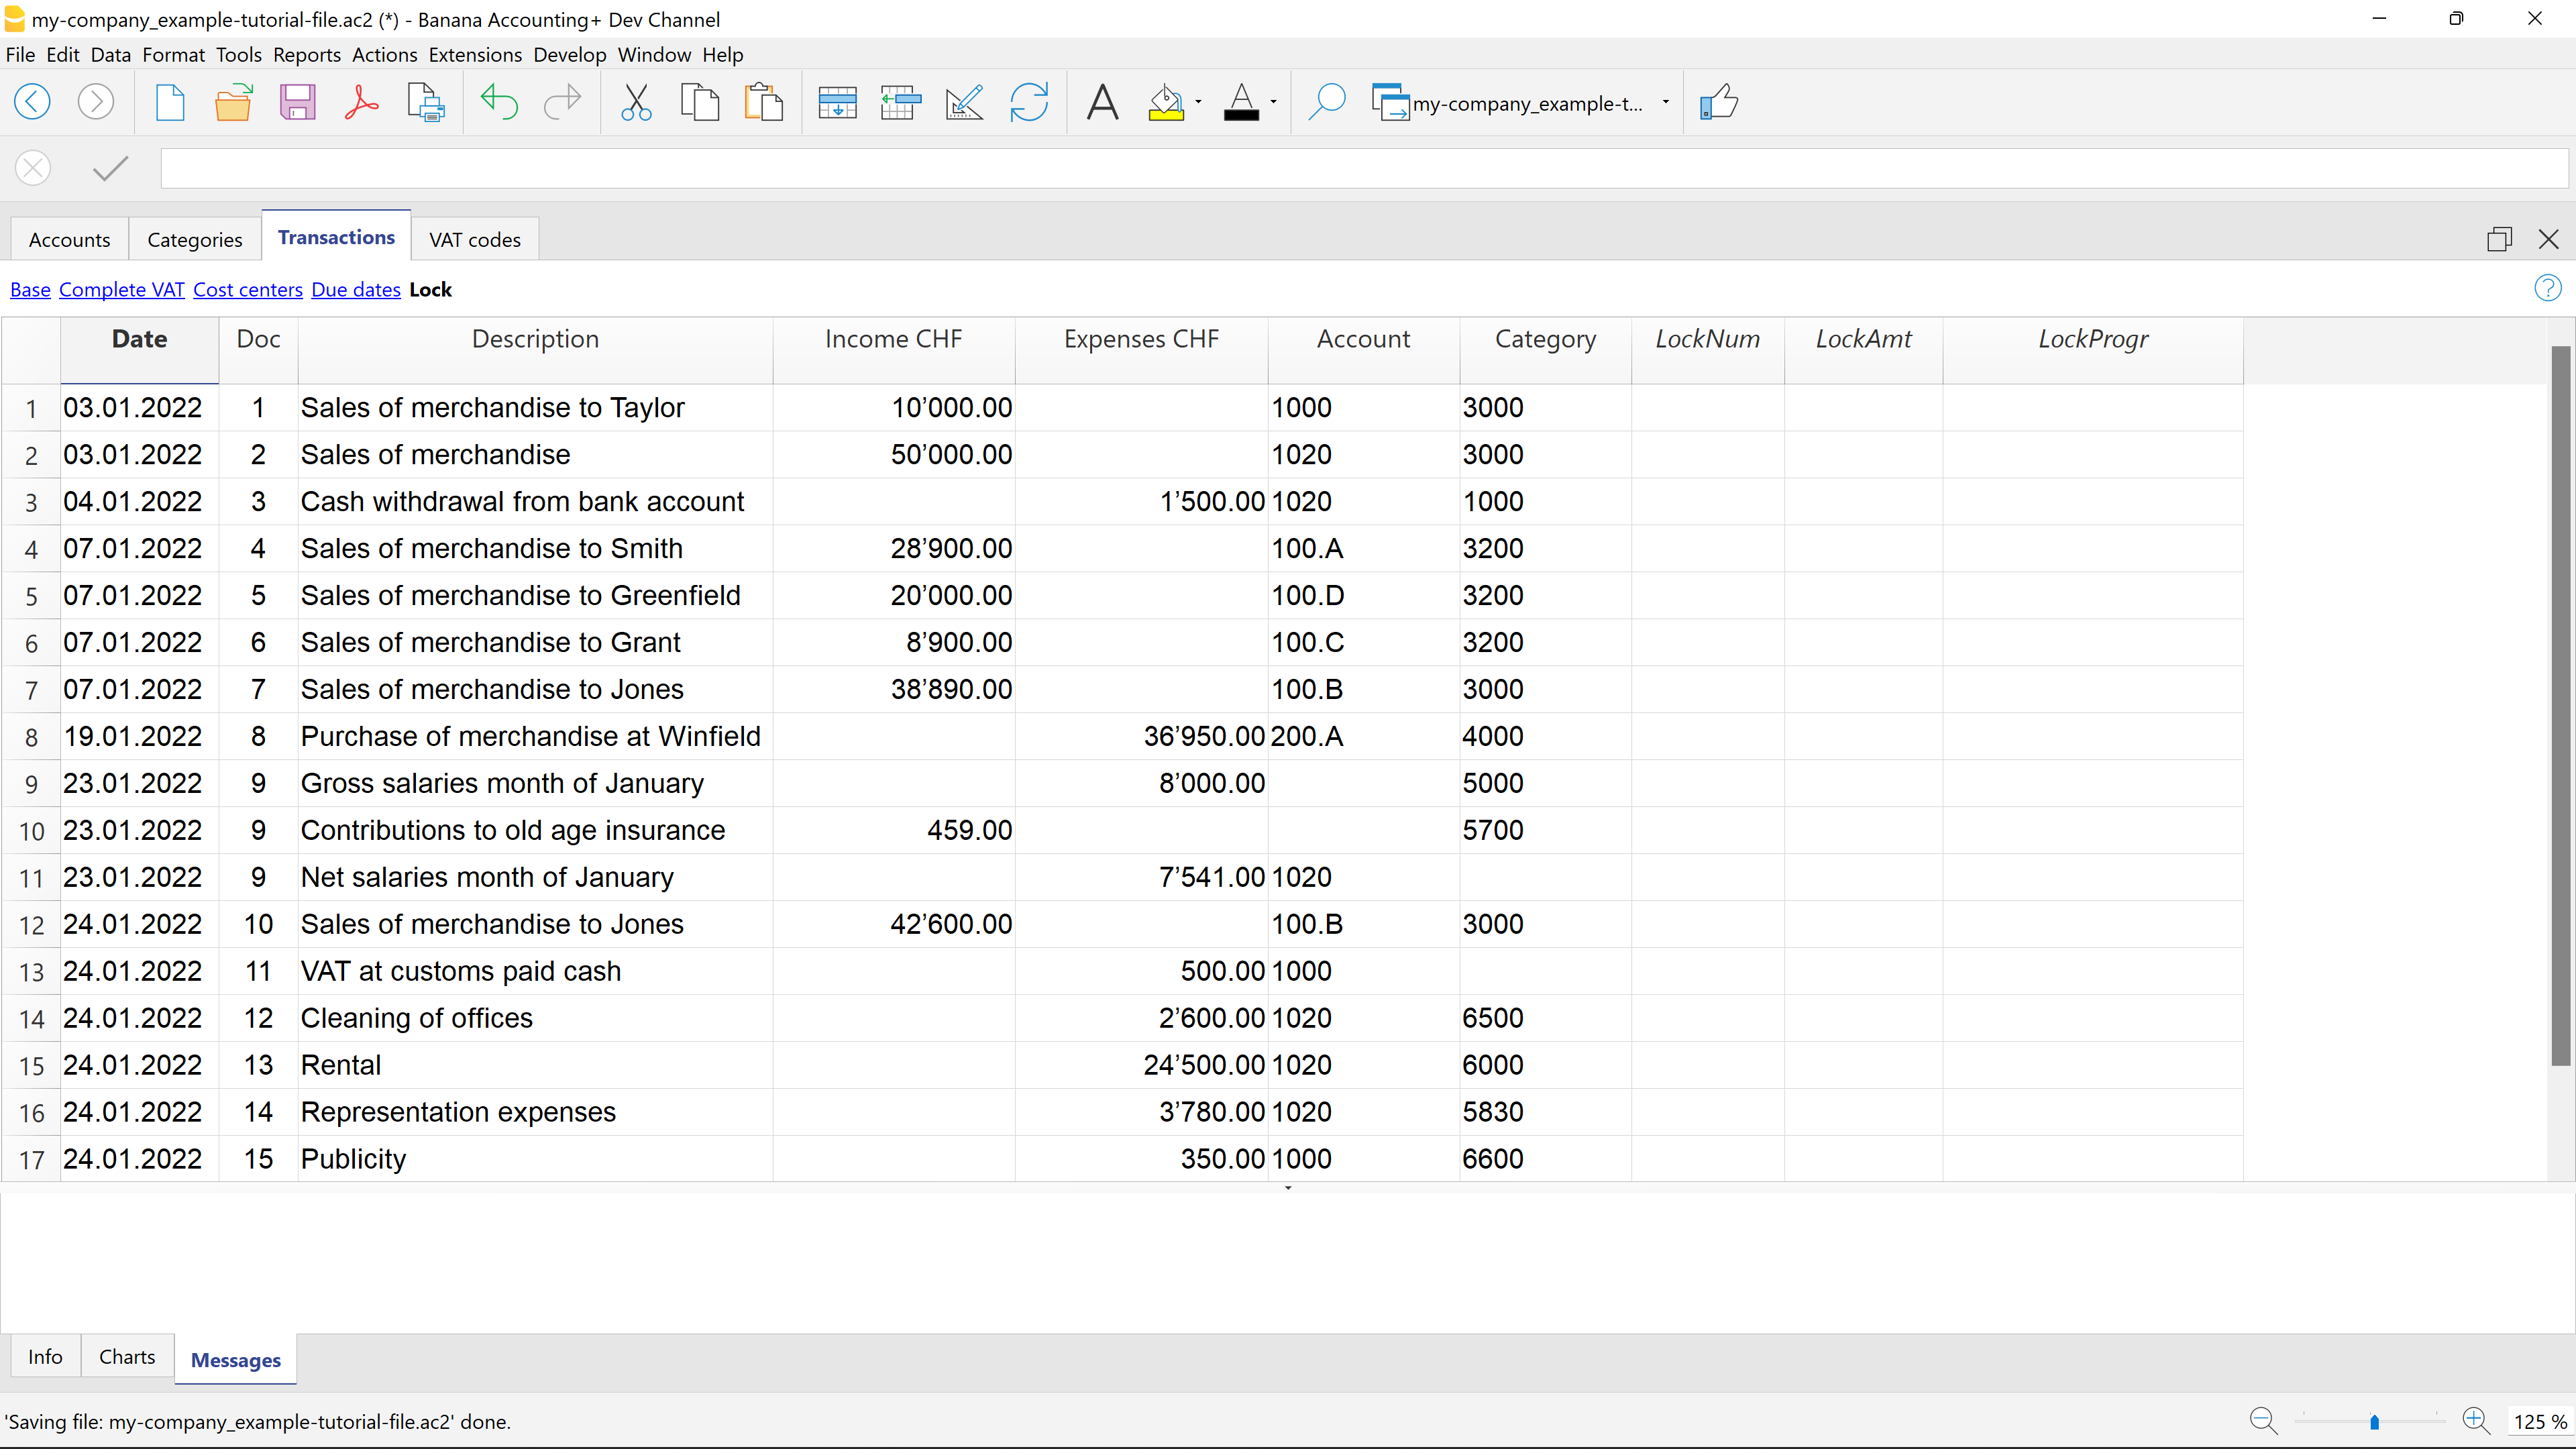 my-company_example-tutorial-file.ac2 (*) - Banana Accounting+ Dev Channel
File Edit Data Format Tools Reports Actions Extensions Develop Window Help
my-company_example-t...
Accounts Categories Transactions VAT codes
Base Complete VAT Cost centers Due dates Lock
Date Doc Description Income CHF Expenses CHF Account Category LockNum LockAmt LockProgr
1 03.01.2022 1 Sales of merchandise to Taylor 10’000.00 1000 3000
2 03.01.2022 2 Sales of merchandise 50’000.00 1020 3000
3 04.01.2022 3 Cash withdrawal from bank account 1’500.00 1020 1000
4 07.01.2022 4 Sales of merchandise to Smith 28’900.00 100.A 3200
5 07.01.2022 5 Sales of merchandise to Greenfield 20’000.00 100.D 3200
6 07.01.2022 6 Sales of merchandise to Grant 8’900.00 100.C 3200
7 07.01.2022 7 Sales of merchandise to Jones 38’890.00 100.B 3000
8 19.01.2022 8 Purchase of merchandise at Winfield 36’950.00 200.A 4000
9 23.01.2022 9 Gross salaries month of January 8’000.00 5000
10 23.01.2022 9 Contributions to old age insurance 459.00 5700
11 23.01.2022 9 Net salaries month of January 7’541.00 1020
12 24.01.2022 10 Sales of merchandise to Jones 42’600.00 100.B 3000
13 24.01.2022 11 VAT at customs paid cash 500.00 1000
14 24.01.2022 12 Cleaning of offices 2’600.00 1020 6500
15 24.01.2022 13 Rental 24’500.00 1020 6000
16 24.01.2022 14 Representation expenses 3’780.00 1020 5830
17 24.01.2022 15 Publicity 350.00 1000 6600
Info Charts Messages
'Saving file: my-company_example-tutorial-file.ac2' done.
125 %